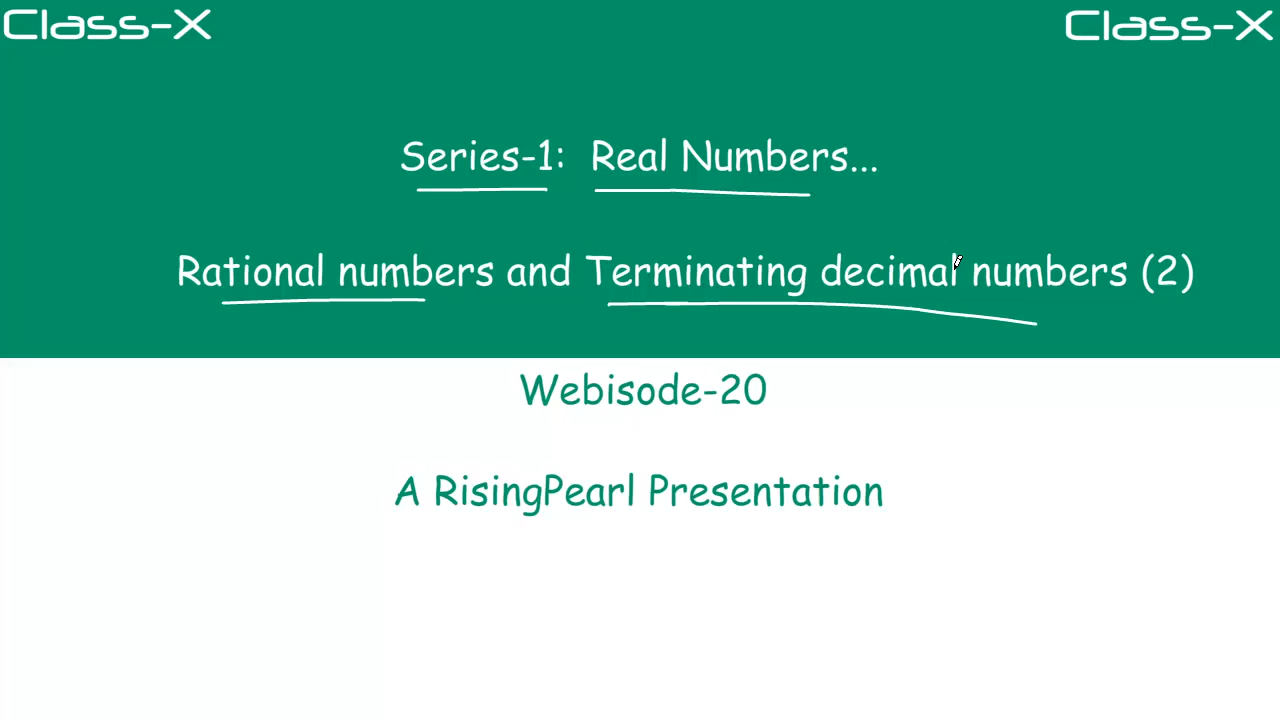 Class-X Class-X
Series-1: Real Numbers...
Rational numbers and Terminating decimal numbers (2)
Webisode-20
A RisingPearl Presentation